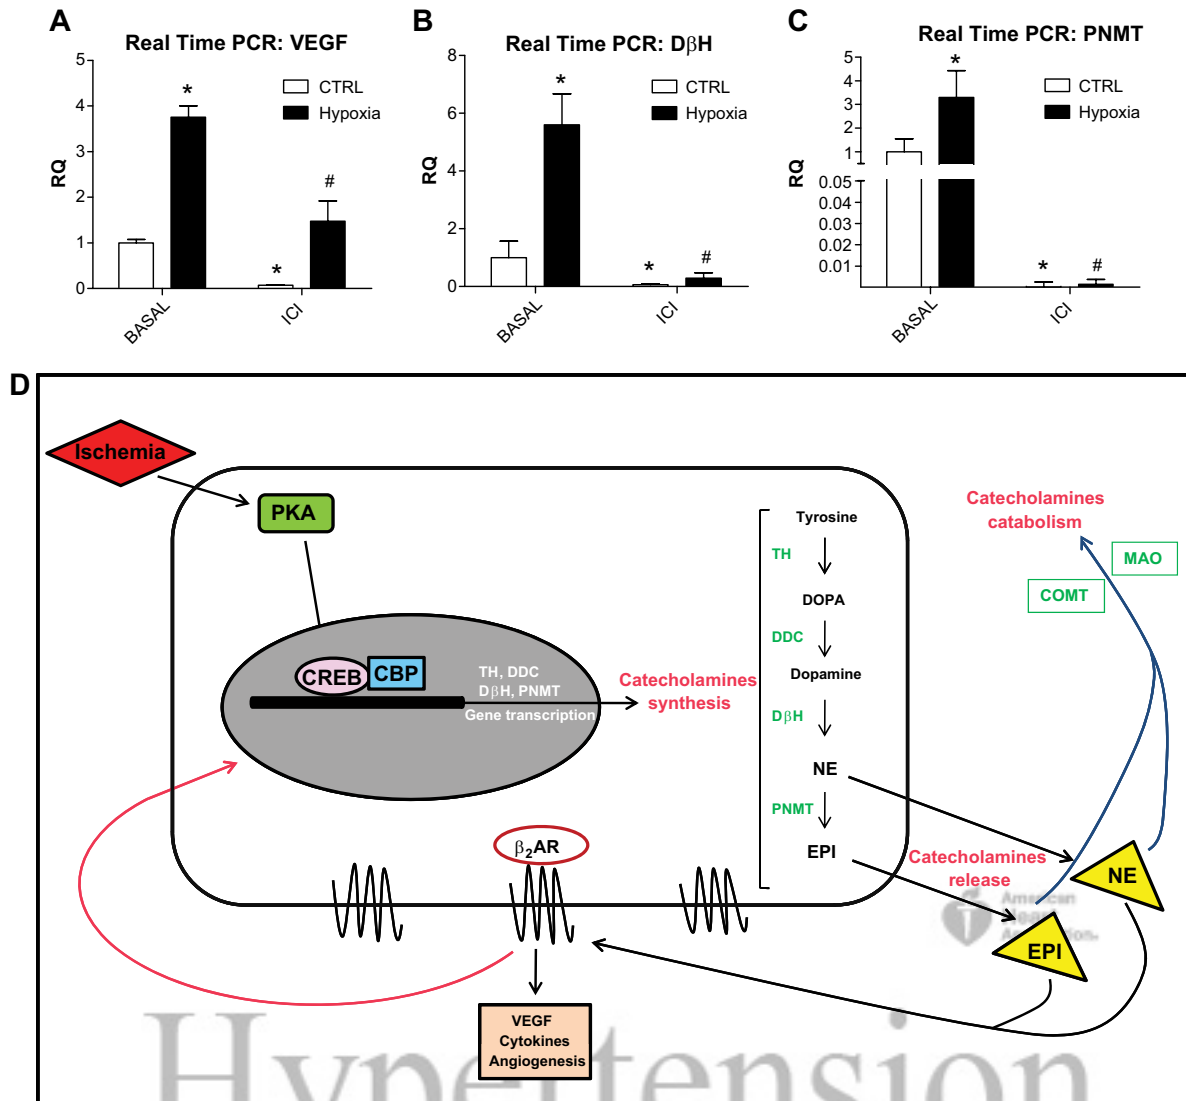 A
Real Time PCR: VEGF
5
4
3
2
1
0
RQ
CTRL
Hypoxia
*
*
#
BASAL
ICI
B
Real Time PCR: DβH
8
6
4
2
0
RQ
CTRL
Hypoxia
*
*
#
BASAL
ICI
C
Real Time PCR: PNMT
5
4
3
2
1
0.05
0.04
0.03
0.02
0.01
RQ
CTRL
Hypoxia
*
*
#
BASAL
ICI
D
Ischemia
PKA
CREB
CBP
TH, DDC
DβH, PNMT
Gene transcription
Catecholamines
synthesis
Tyrosine
TH
DOPA
DDC
Dopamine
DβH
NE
PNMT
EPI
Catecholamines
catabolism
MAO
COMT
Catecholamines
release
NE
EPI
American
Heart
β₂AR
VEGF
Cytokines
Angiogenesis
Hypertension